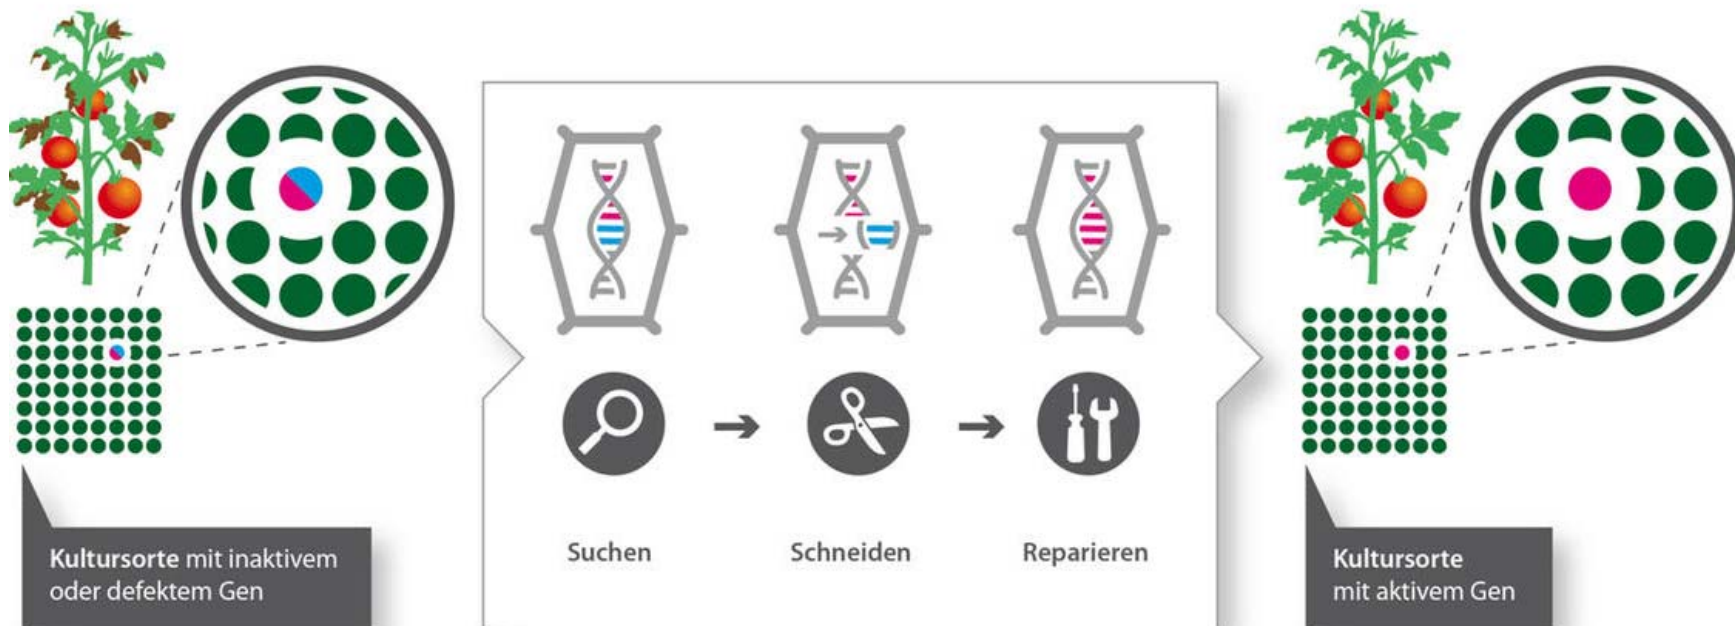 Suchen
Schneiden
Reparieren
Kultursorte mit inaktivem
oder defektem Gen
Kultursorte
mit aktivem Gen